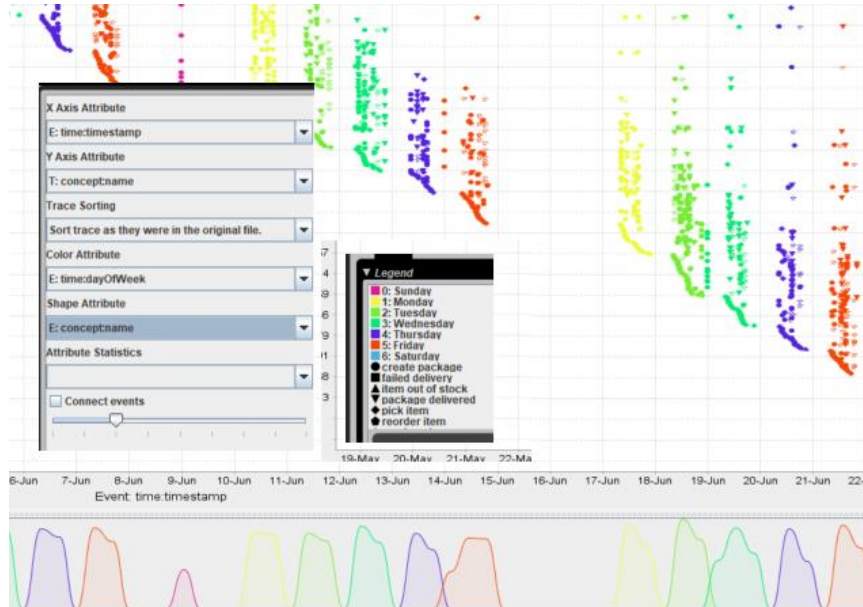 X Axis Attribute
E: time:timestamp
Y Axis Attribute
T: concept:name
Trace Sorting
Sort trace as they were in the original file.
Color Attribute
E: time:dayOfWeek
Shape Attribute
E: concept:name
Attribute Statistics
Connect events
Legend
0: Sunday
1: Monday
2: Tuesday
3: Wednesday
4: Thursday
5: Friday
6: Saturday
create package
failed delivery
item out of stock
package delivered
pick item
reorder item
19-May 20-May 21-May 22-Ma
6-Jun 7-Jun 8-Jun 9-Jun 10-Jun 11-Jun 12-Jun 13-Jun 14-Jun 15-Jun 16-Jun 17-Jun 18-Jun 19-Jun 20-Jun 21-Jun 22-
Event: time:timestamp